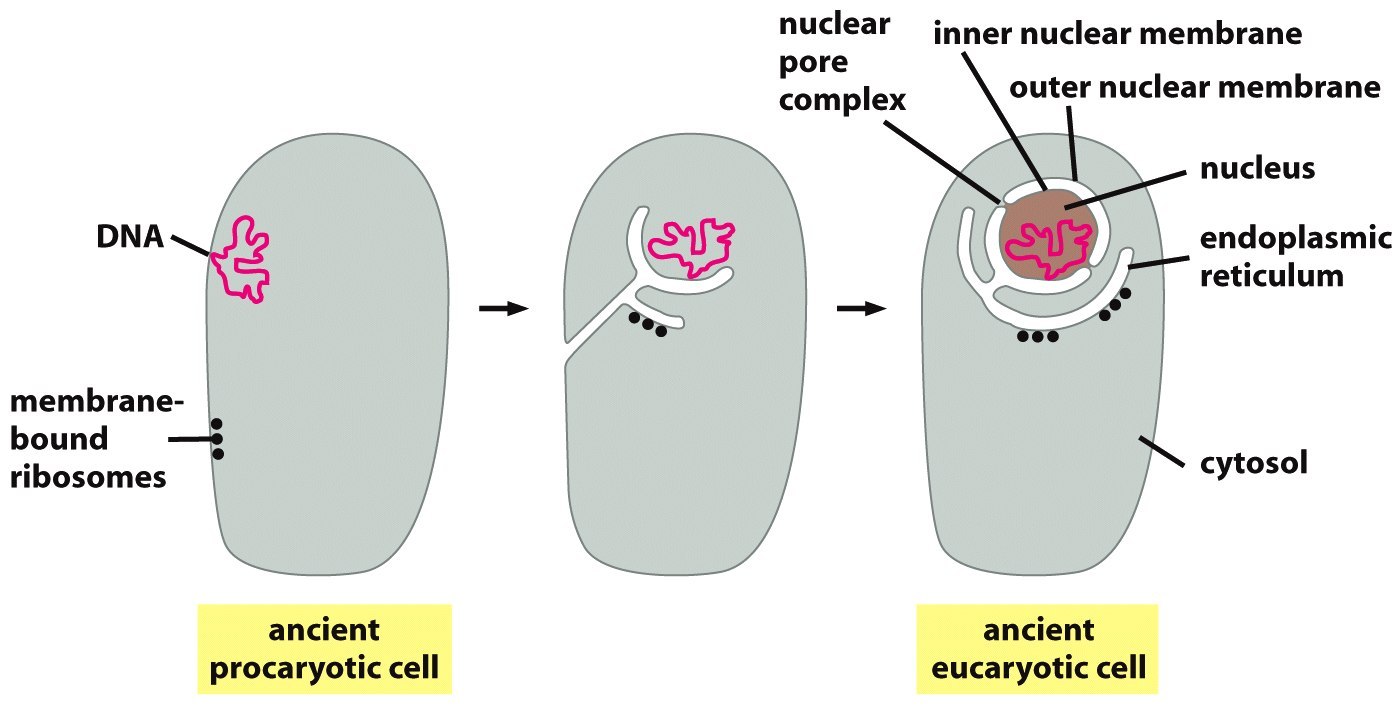 nuclear
pore
complex
inner nuclear membrane
outer nuclear membrane
nucleus
endoplasmic
reticulum
cytosol
DNA
membrane-
bound
ribosomes
ancient
procaryotic cell
ancient
eucaryotic cell